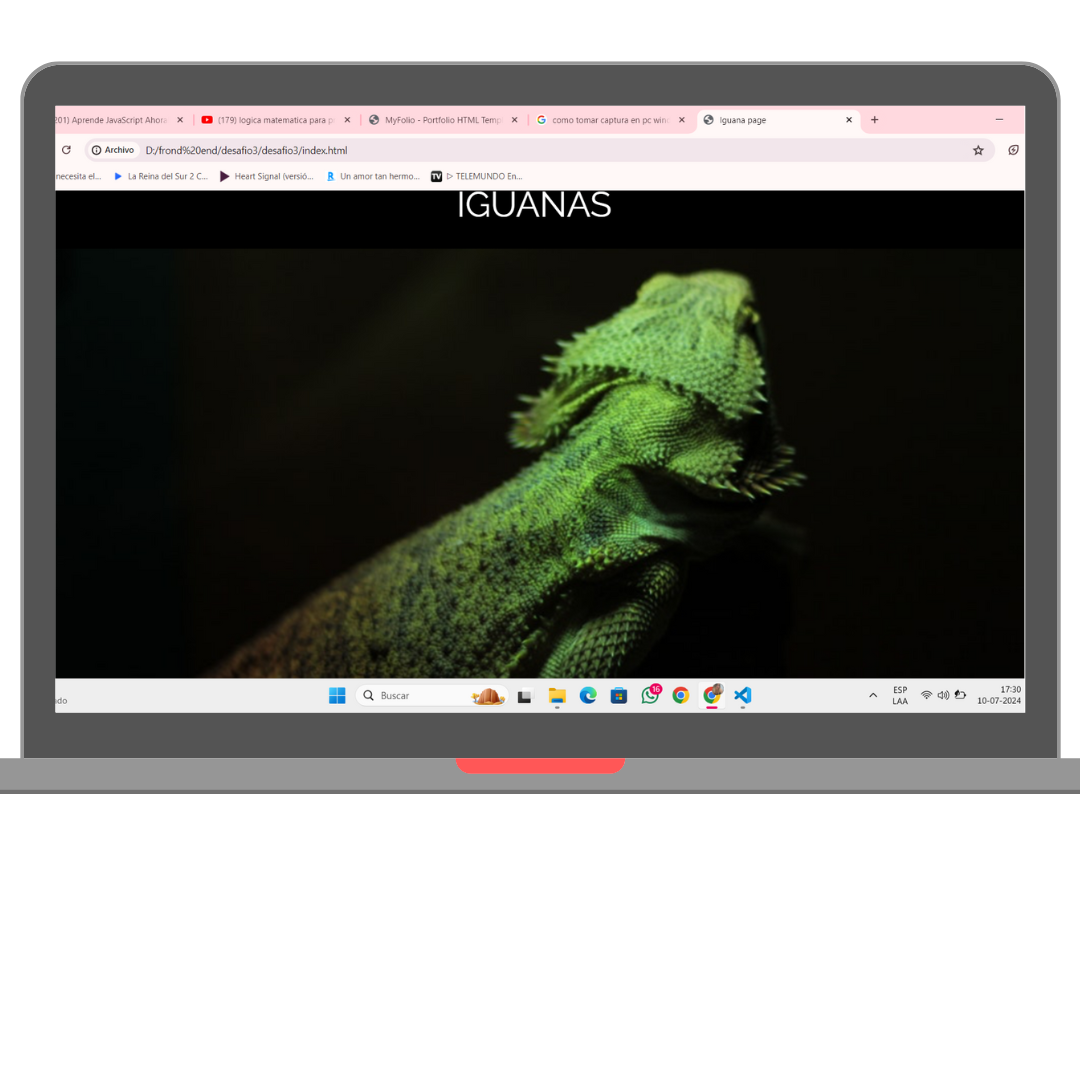 201) Aprende JavaScript Ahora
(179) logica matematica para p
MyFolio - Portfolio HTML Temp
como tomar captura en pc winc
Iguana page
Archivo
D:/frond%20end/desafio3/desafio3/index.html
necesita el...
La Reina del Sur 2 C...
Heart Signal (versió...
Un amor tan hermo...
TV
▷ TELEMUNDO En...
IGUANAS
Buscar
16
ESP
LAA
17:30
10-07-2024